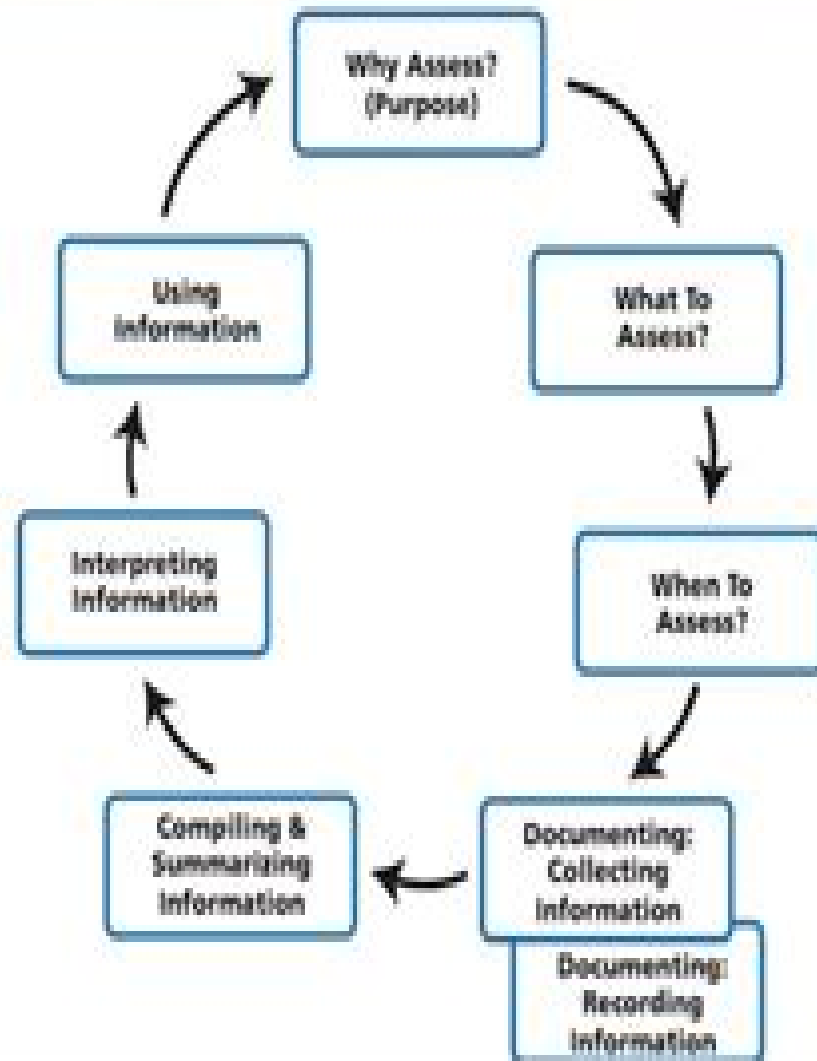 Why Assess?
(Purpose)
What To
Assess?
When To
Assess?
Documenting:
Collecting
Information
Documenting:
Recording
Information
Compiling &
Summarizing
Information
Interpreting
Information
Using
Information